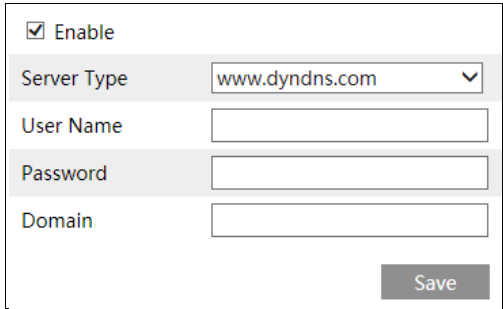 Enable
Server Type www.dyndns.com
User Name
Password
Domain
Save